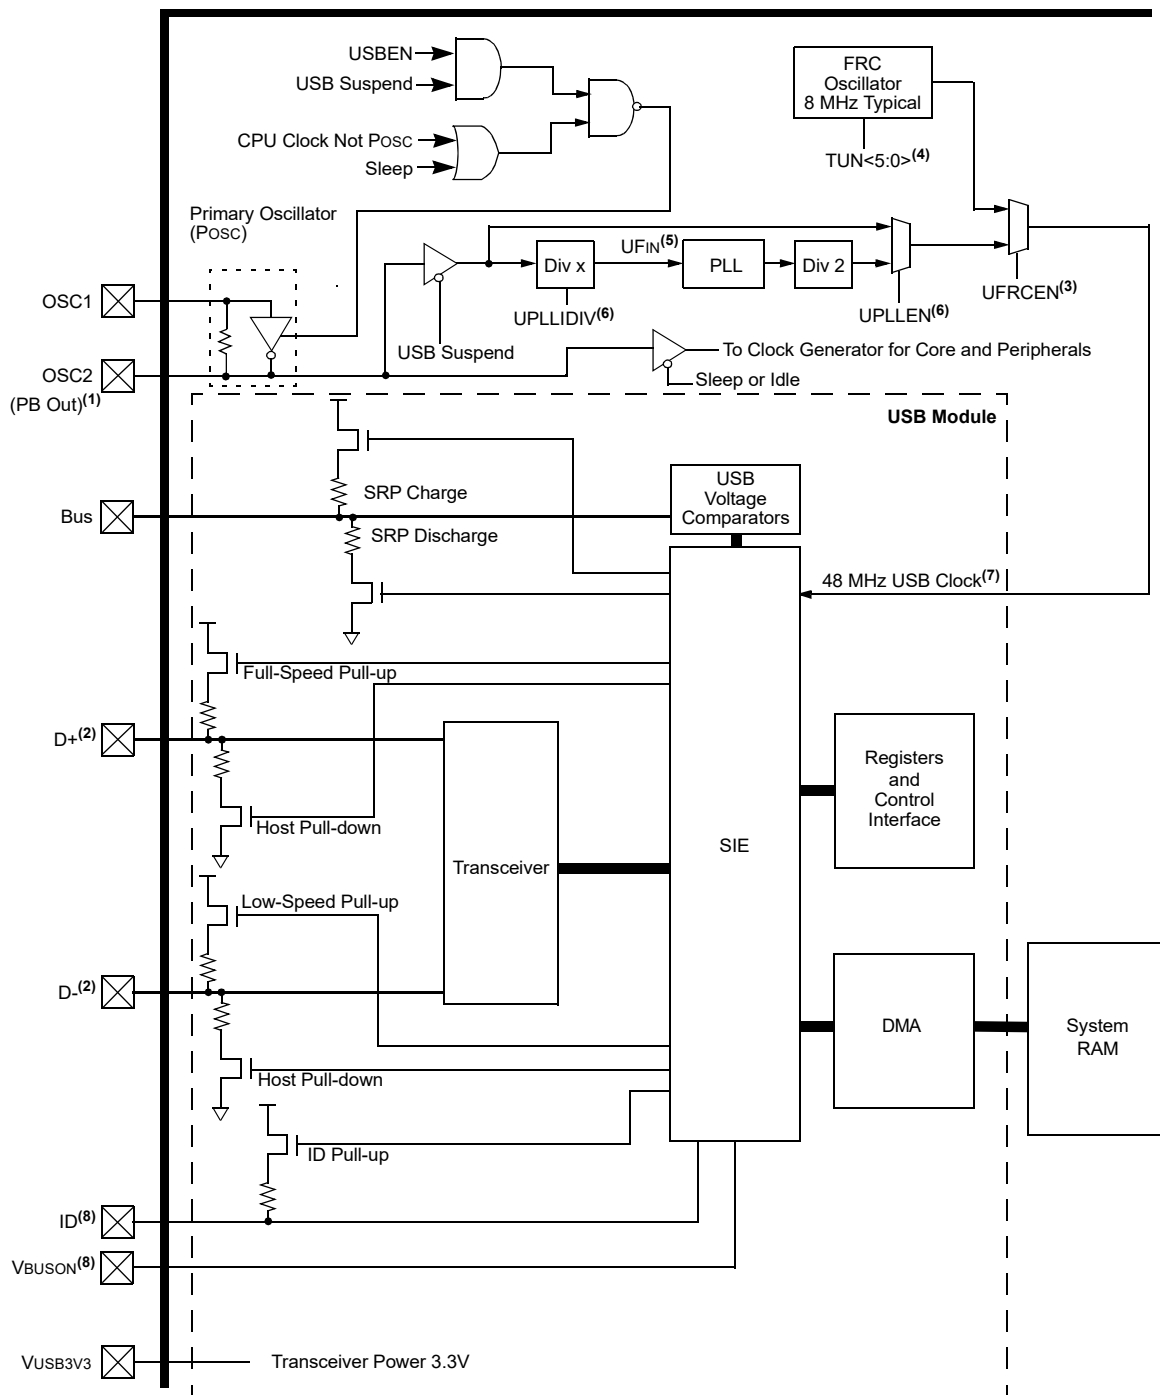 USBEN
USB Suspend
CPU Clock Not POSC
Sleep
FRC
Oscillator
8 MHz Typical
TUN<5:0>(4)
Primary Oscillator
(POSC)
UFIN(5)
Div x
PLL
Div 2
UFRCEN(3)
UPLLIDIV(6)
UPLLEN(6)
USB Suspend
To Clock Generator for Core and Peripherals
Sleep or Idle
OSC1
OSC2
(PB Out)(1)
USB Module
USB
Voltage
Comparators
SRP Charge
Bus
SRP Discharge
48 MHz USB Clock(7)
Full-Speed Pull-up
D+(2)
Registers
and
Control
Interface
Host Pull-down
SIE
Transceiver
Low-Speed Pull-up
D-(2)
DMA
System
RAM
Host Pull-down
ID Pull-up
ID(8)
VBUSON(8)
VUSB3V3
Transceiver Power 3.3V